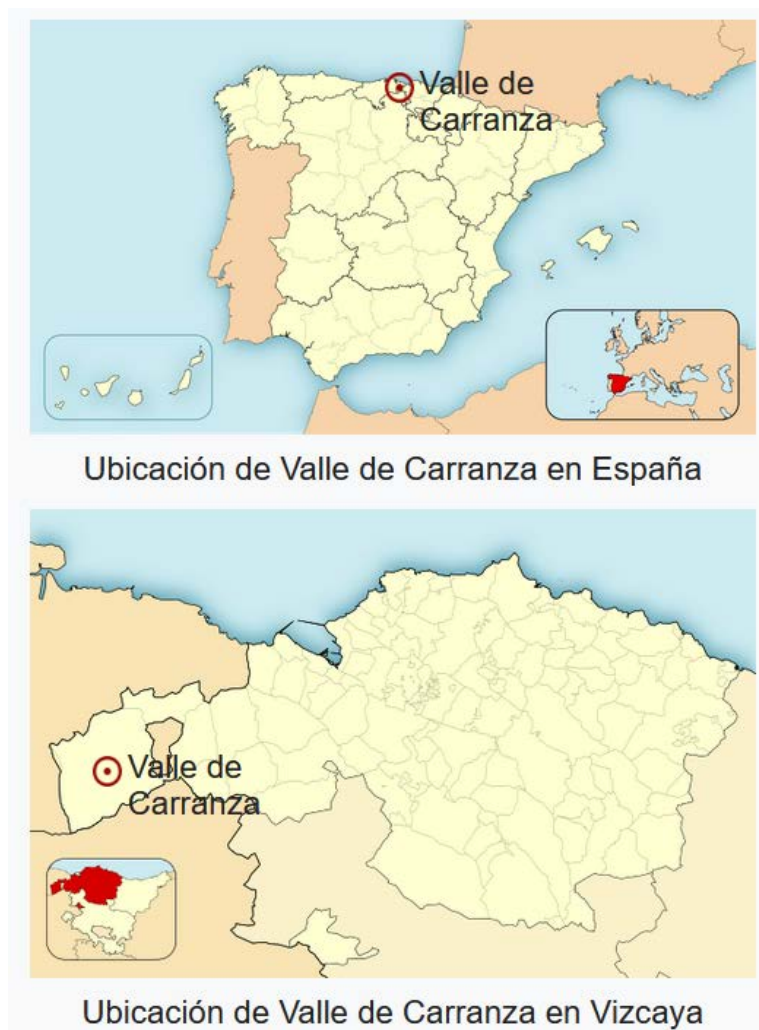 Valle de
Carranza
Ubicación de Valle de Carranza en España
Valle de
Carranza
Ubicación de Valle de Carranza en Vizcaya